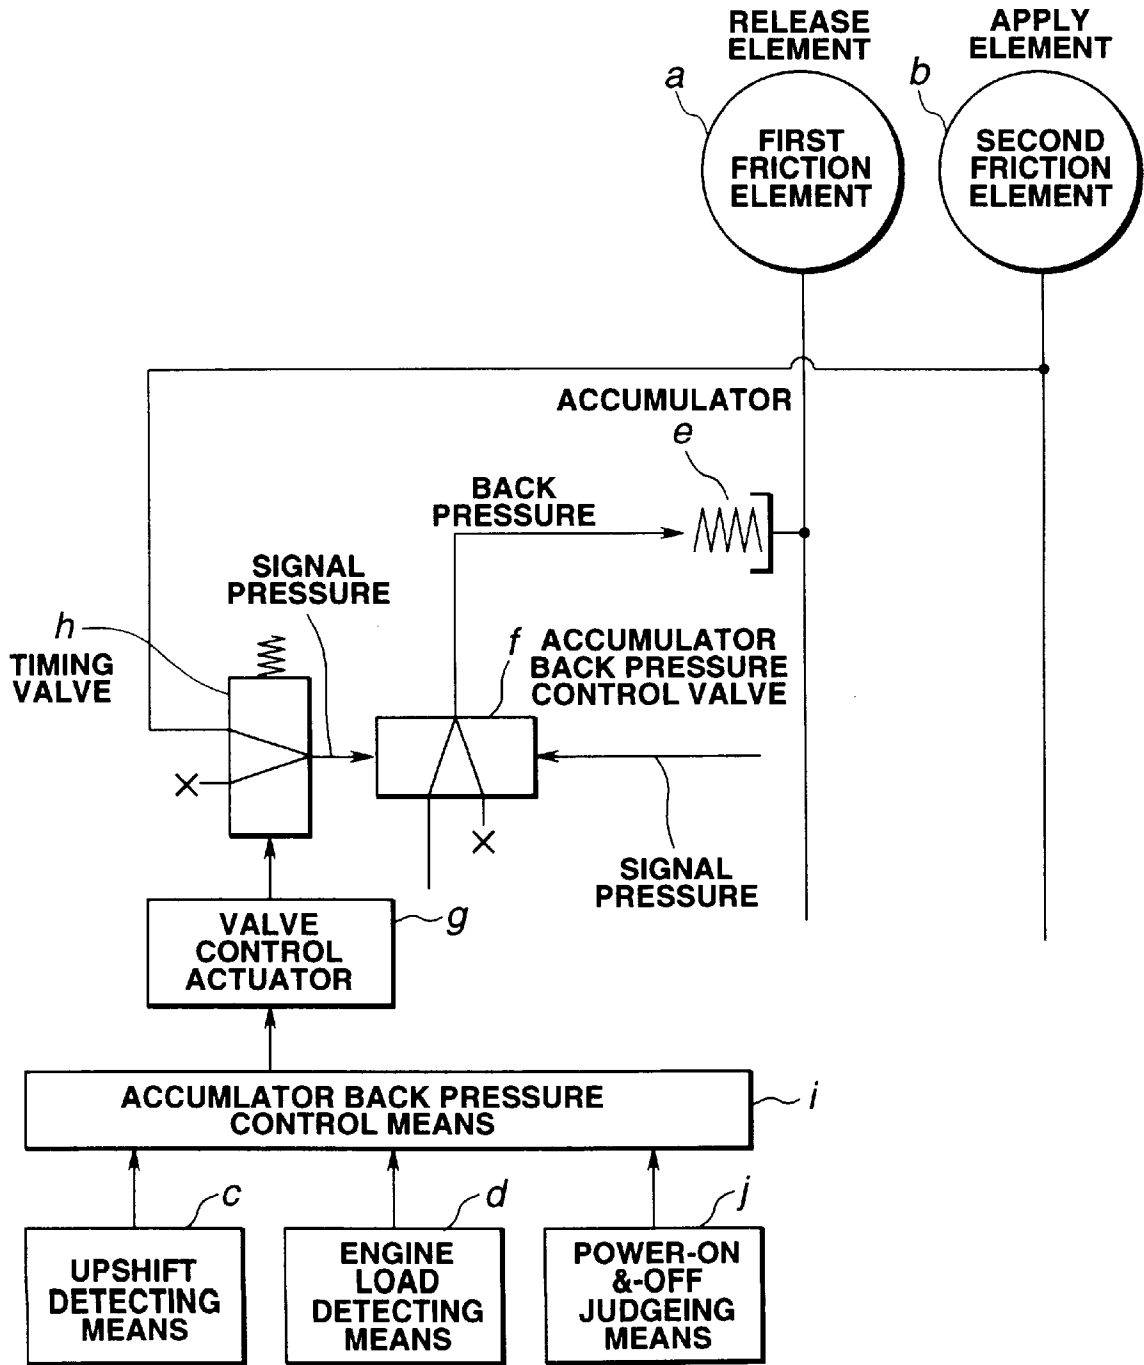 RELEASE
ELEMENT
APPLY
ELEMENT
a
b
FIRST
FRICTION
ELEMENT
SECOND
FRICTION
ELEMENT
ACCUMULATOR
e
BACK
PRESSURE
SIGNAL
PRESSURE
h
TIMING
VALVE
f
ACCUMULATOR
BACK PRESSURE
CONTROL VALVE
SIGNAL
PRESSURE
VALVE
CONTROL
ACTUATOR
g
ACCUMLATOR BACK PRESSURE
CONTROL MEANS
i
c
d
j
UPSHIFT
DETECTING
MEANS
ENGINE
LOAD
DETECTING
MEANS
POWER-ON
&-OFF
JUDGEING
MEANS